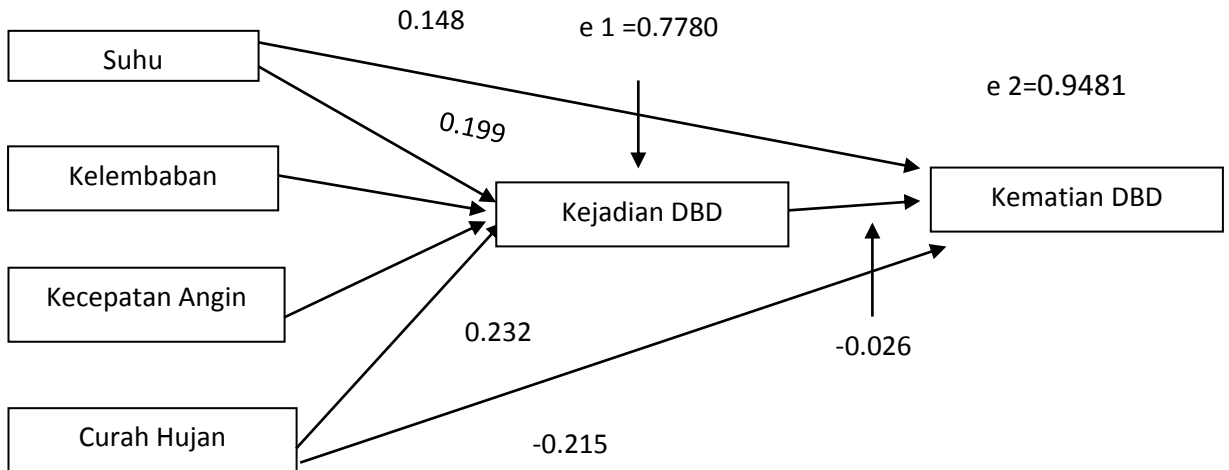 0.148
e 1 =0.7780
Suhu
e 2=0.9481
0.199
Kelembaban
Kejadian DBD
Kematian DBD
Kecepatan Angin
0.232
-0.026
Curah Hujan
-0.215